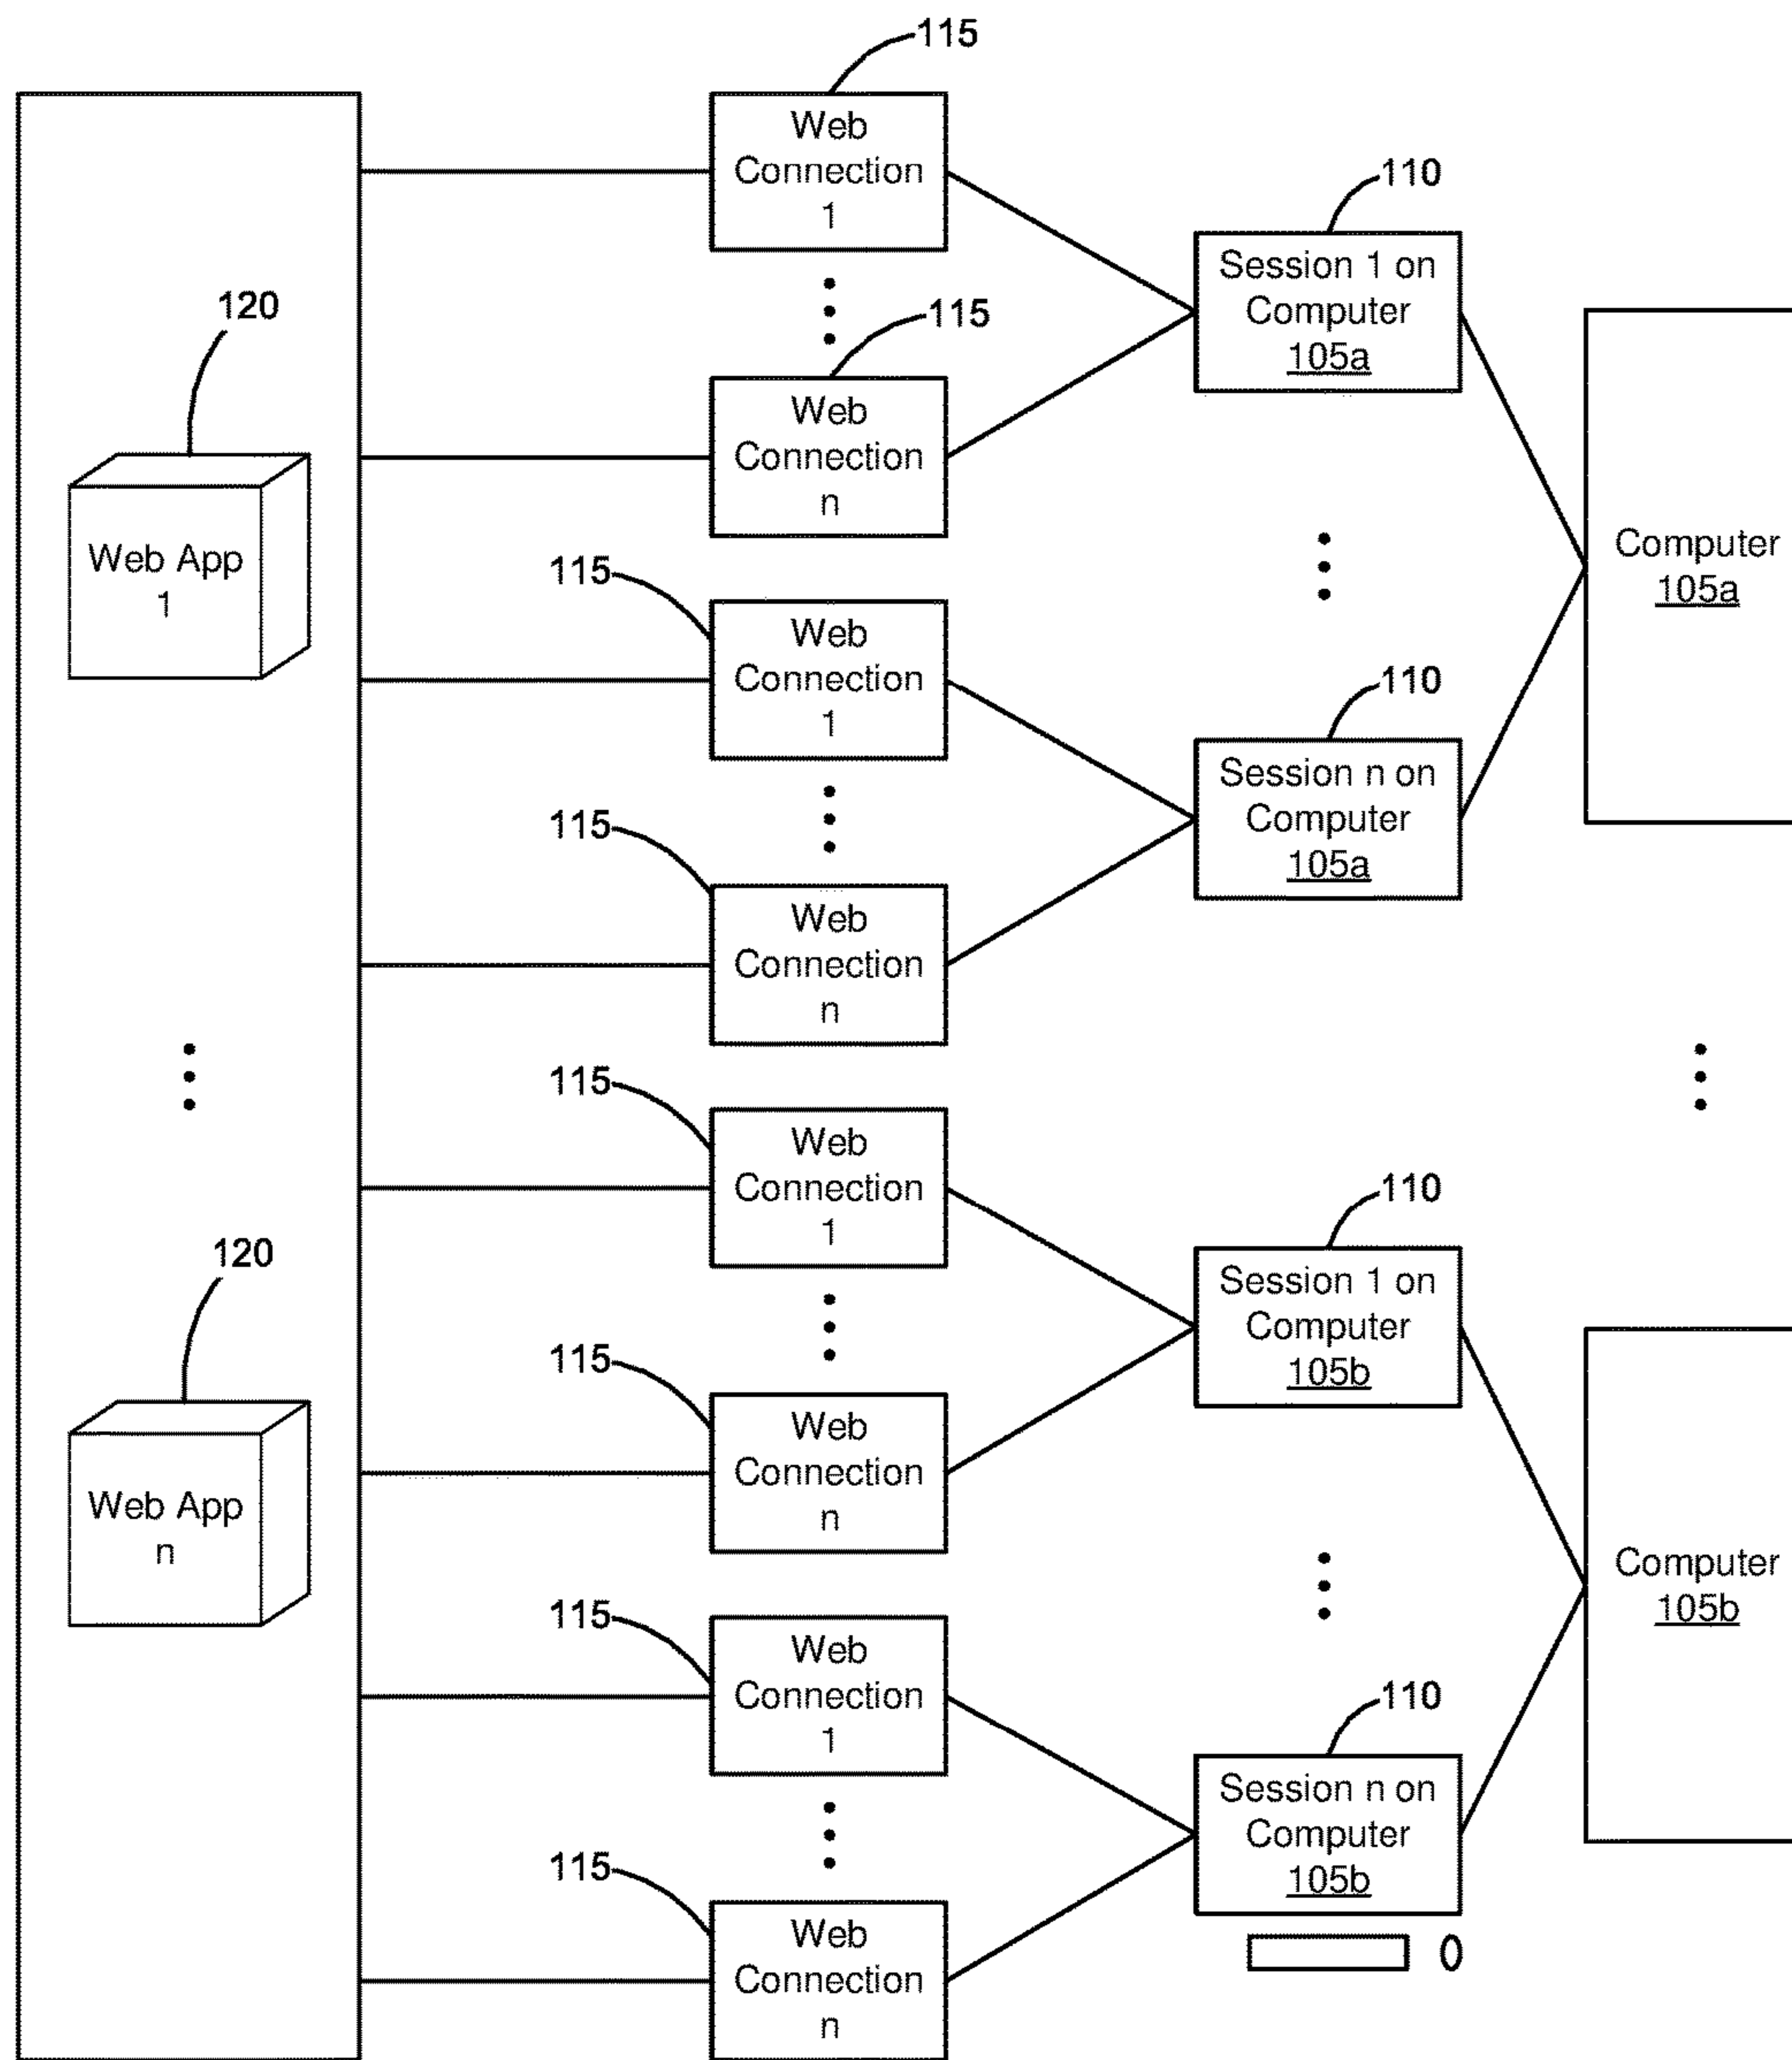 115
Web
Connection
1
110
Session 1 on
Computer
105a
120
115
Web
Connection
n
Web App
1
Computer
105a
115
Web
Connection
1
110
Session n on
Computer
105a
115
Web
Connection
n
115
Web
Connection
1
110
Session 1 on
Computer
105b
120
115
Web
Connection
n
Web App
n
Computer
105b
115
Web
Connection
1
110
Session n on
Computer
105b
115
Web
Connection
n